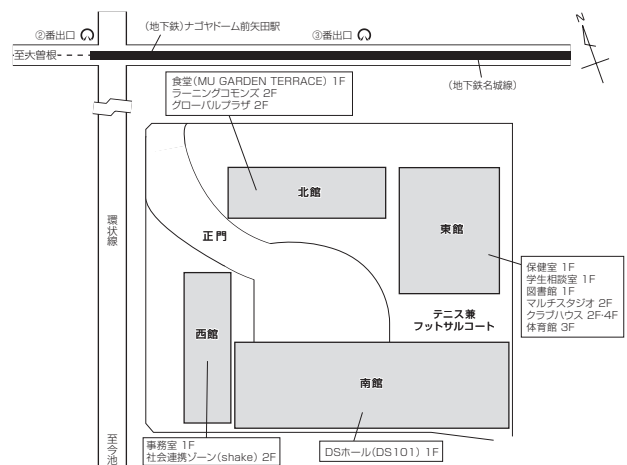 (地下鉄)ナゴヤドーム前矢田駅
②番出口
③番出口
N
至大曽根
(地下鉄名城線)
食堂(MU GARDEN TERRACE) 1F
ラーニングコモンズ 2F
グローバルプラザ 2F
環状線
北館
東館
正門
保健室 1F
学生相談室 1F
図書館 1F
マルチスタジオ 2F
クラブハウス 2F・4F
体育館 3F
テニス兼
フットサルコート
西館
南館
至今池
事務室 1F
社会連携ゾーン(shake) 2F
DSホール(DS101) 1F